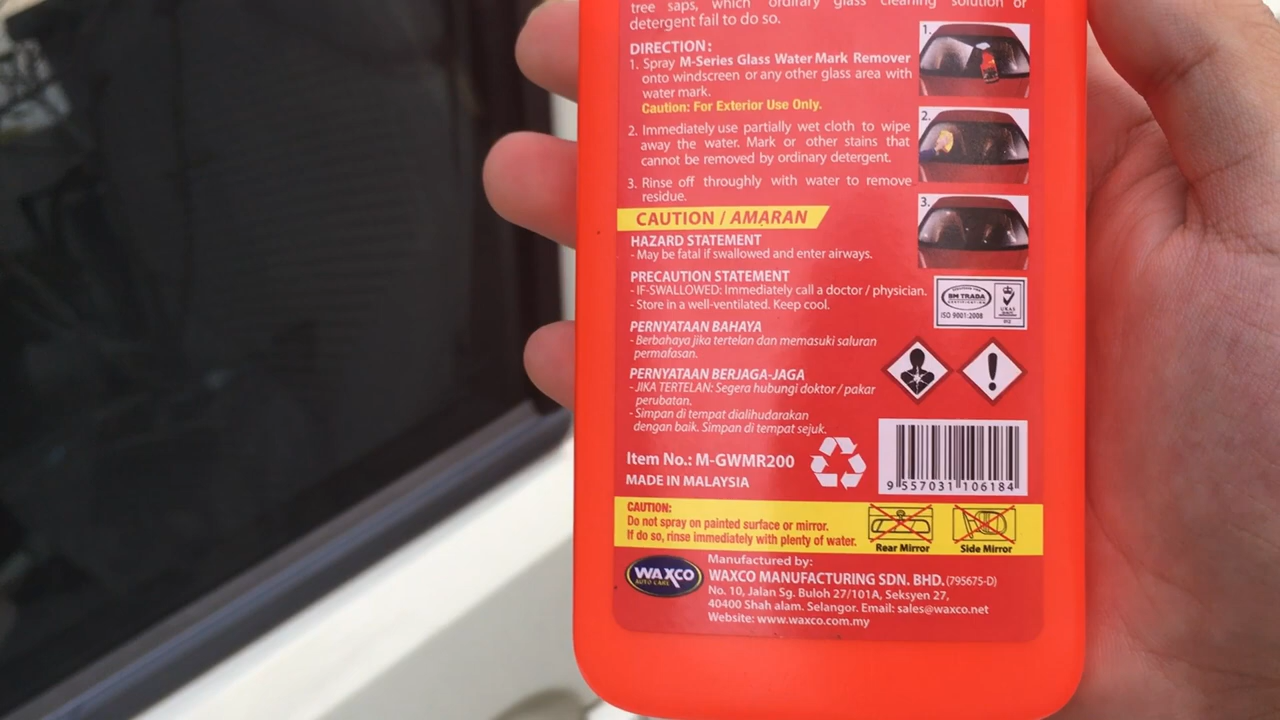 tree saps, which ordinary glass cleaning solution or
detergent fail to do so.
DIRECTION:
1. Spray M-Series Glass Water Mark Remover
onto windscreen or any other glass area with
water mark.
Caution: For Exterior Use Only.
2. Immediately use partially wet cloth to wipe
away the water. Mark or other stains that
cannot be removed by ordinary detergent.
3. Rinse off throughly with water to remove
residue.
1.
2.
3.
CAUTION / AMARAN
HAZARD STATEMENT
- May be fatal if swallowed and enter airways.
PRECAUTION STATEMENT
- IF-SWALLOWED: Immediately call a doctor / physician.
- Store in a well-ventilated. Keep cool.
BM TRADA
CERTIFICATION
UKAS
012
ISO 9001:2008
PERNYATAAN BAHAYA
- Berbahaya jika tertelan dan memasuki saluran
permafasan.
PERNYATAAN BERJAGA-JAGA
- JIKA TERTELAN: Segera hubungi doktor / pakar
perubatan.
- Simpan di tempat dialihudarakan
dengan baik. Simpan di tempat sejuk.
Item No.: M-GWMR200
MADE IN MALAYSIA
9 557031 106184
CAUTION:
Do not spray on painted surface or mirror.
If do so, rinse immediately with plenty of water.
Rear Mirror
Side Mirror
WAXCO
AUTO CARE
Manufactured by:
WAXCO MANUFACTURING SDN. BHD. (795675-D)
No. 10, Jalan Sg. Buloh 27/101A, Seksyen 27,
40400 Shah alam. Selangor. Email: sales@waxco.net
Website: www.waxco.com.my